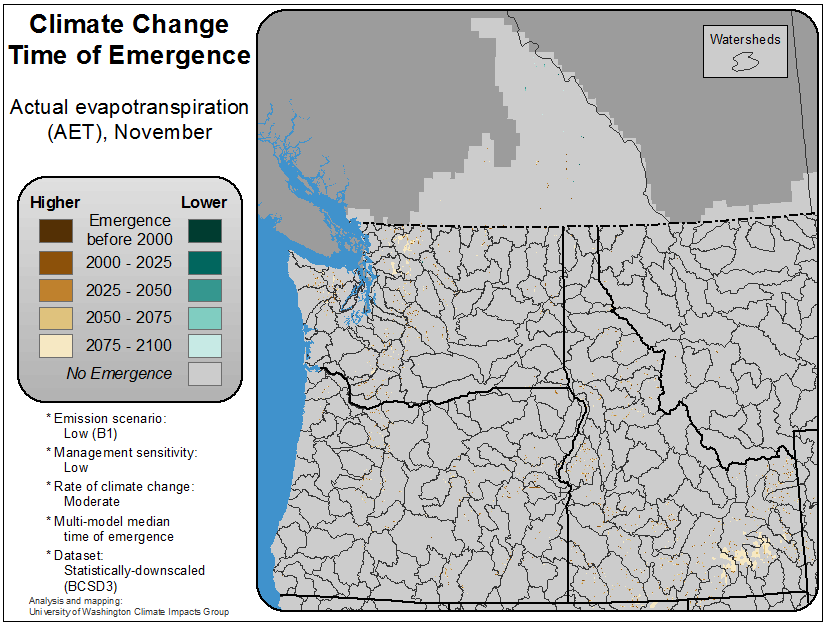 Climate Change
Time of Emergence
Actual evapotranspiration
(AET), November
Higher
Lower
Emergence
before 2000
2000 - 2025
2025 - 2050
2050 - 2075
2075 - 2100
No Emergence
* Emission scenario:
Low (B1)
* Management sensitivity:
Low
* Rate of climate change:
Moderate
* Multi-model median
time of emergence
* Dataset:
Statistically-downscaled
(BCSD3)
Analysis and mapping:
University of Washington Climate Impacts Group
Watersheds